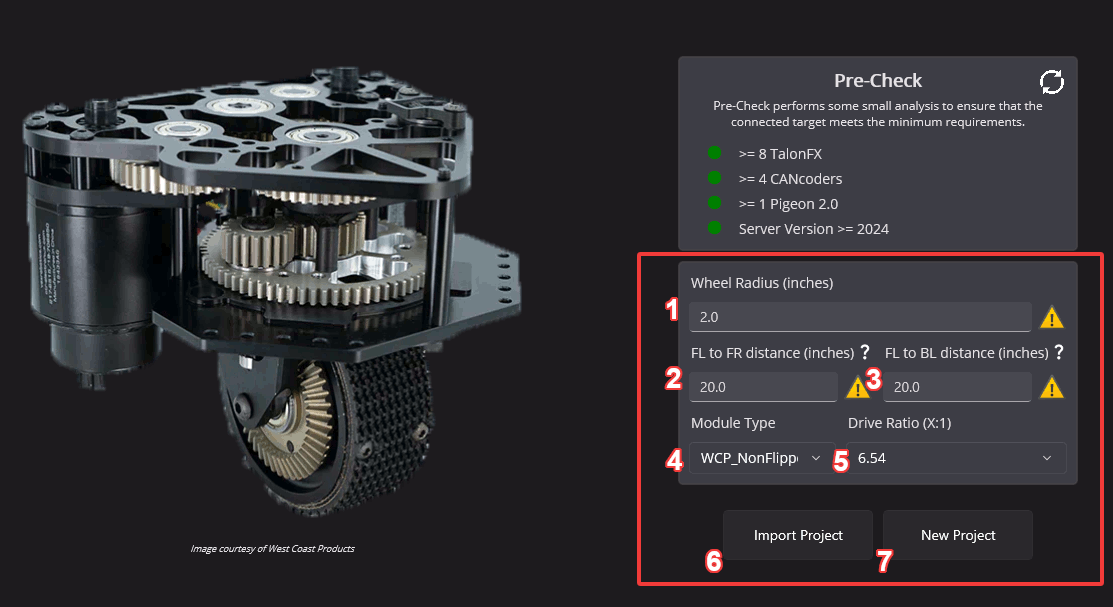 Pre-Check
Pre-Check performs some small analysis to ensure that the
connected target meets the minimum requirements.
>= 8 TalonFX
>= 4 CANcoders
>= 1 Pigeon 2.0
Server Version >= 2024
Wheel Radius (inches)
1 2.0
FL to FR distance (inches) ? FL to BL distance (inches) ?
2 20.0 3 20.0
Module Type Drive Ratio (X:1)
4 WCP_NonFlipp 5 6.54
Import Project New Project
6 7
Image courtesy of West Coast Products